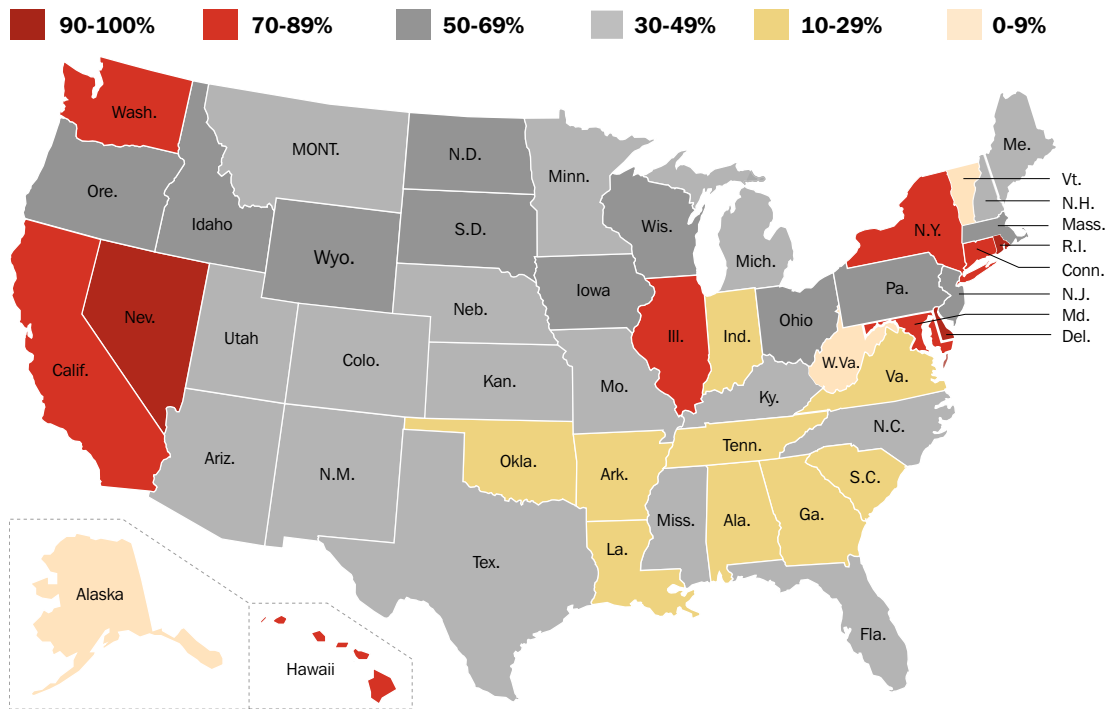 90-100% 70-89% 50-69% 30-49% 10-29% 0-9%
Wash.
MONT.
N.D.
Minn.
Me.
Vt.
Ore.
N.H.
Idaho
S.D.
Wis.
N.Y.
Mass.
R.I.
Wyo.
Mich.
Conn.
Iowa
Pa.
N.J.
Nev.
Neb.
Ohio
Md.
Utah
Ill.
Ind.
Del.
Calif.
Colo.
W.Va.
Kan.
Mo.
Va.
Ky.
N.C.
Ariz.
N.M.
Okla.
Ark.
Tenn.
S.C.
Miss.
Ala.
Ga.
Tex.
La.
Alaska
Fla.
Hawaii